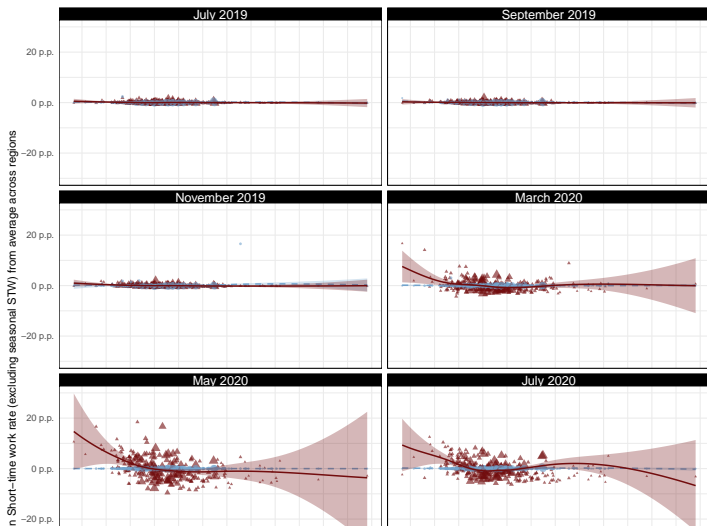 July 2019
September 2019
20 p.p.
0 p.p.
−20 p.p.
November 2019
March 2020
20 p.p.
0 p.p.
−20 p.p.
May 2020
July 2020
20 p.p.
0 p.p.
−20 p.p.
n Short−time work rate (excluding seasonal STW) from average across regions